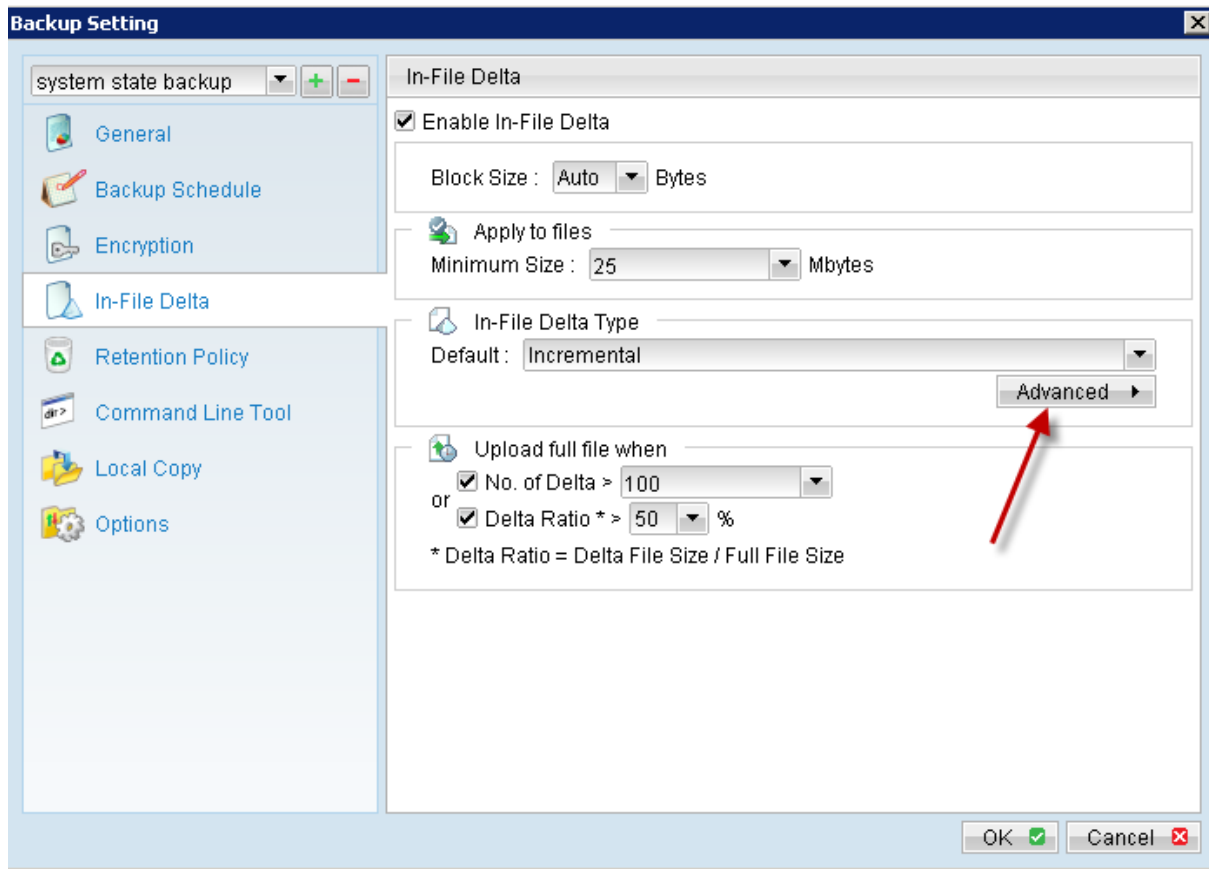 Backup Setting
system state backup
General
Backup Schedule
Encryption
In-File Delta
Retention Policy
Command Line Tool
dir>
Local Copy
Options
In-File Delta
Enable In-File Delta
Block Size : Auto Bytes
Apply to files
Minimum Size : 25 Mbytes
In-File Delta Type
Default : Incremental
Advanced
Upload full file when
No. of Delta > 100
or
Delta Ratio * > 50 %
* Delta Ratio = Delta File Size / Full File Size
OK Cancel